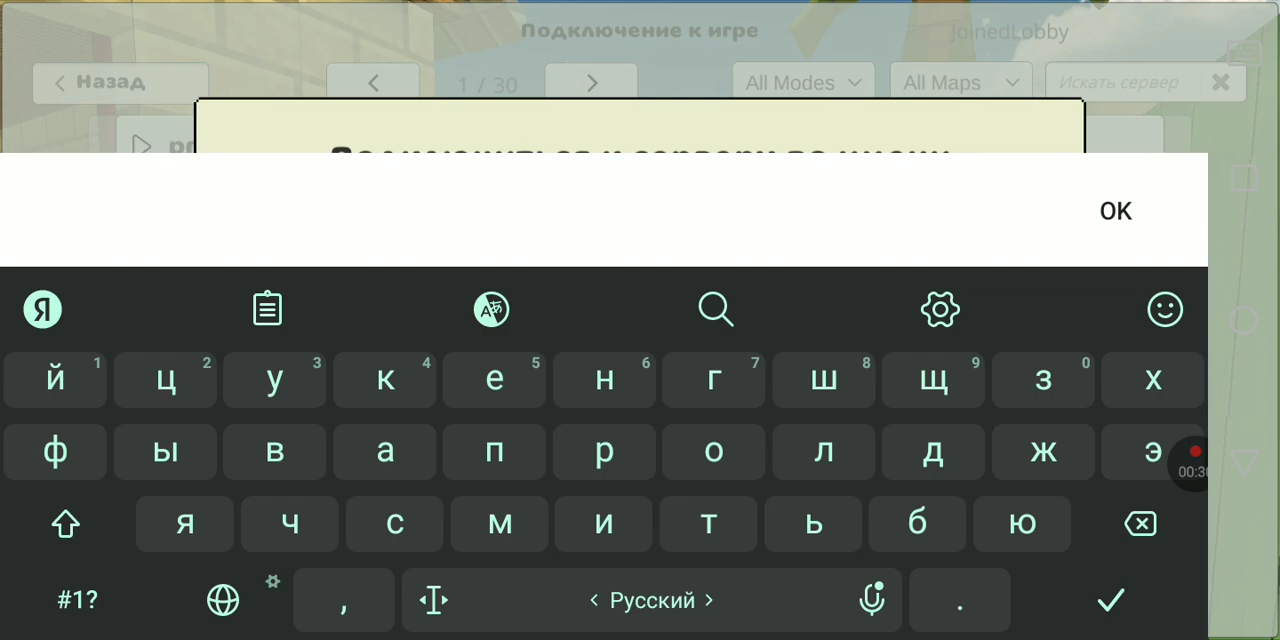 Подключение к игре
JoinedLobby
Назад
1 / 30
All Modes
All Maps
Искать сервер
OK
Я
й 1 ц 2 у 3 к 4 е 5 н 6 г 7 ш 8 щ 9 з 0 х
ф ы в а п р о л д ж э
00:30
я ч с м и т ь б ю
#1? , Русский .